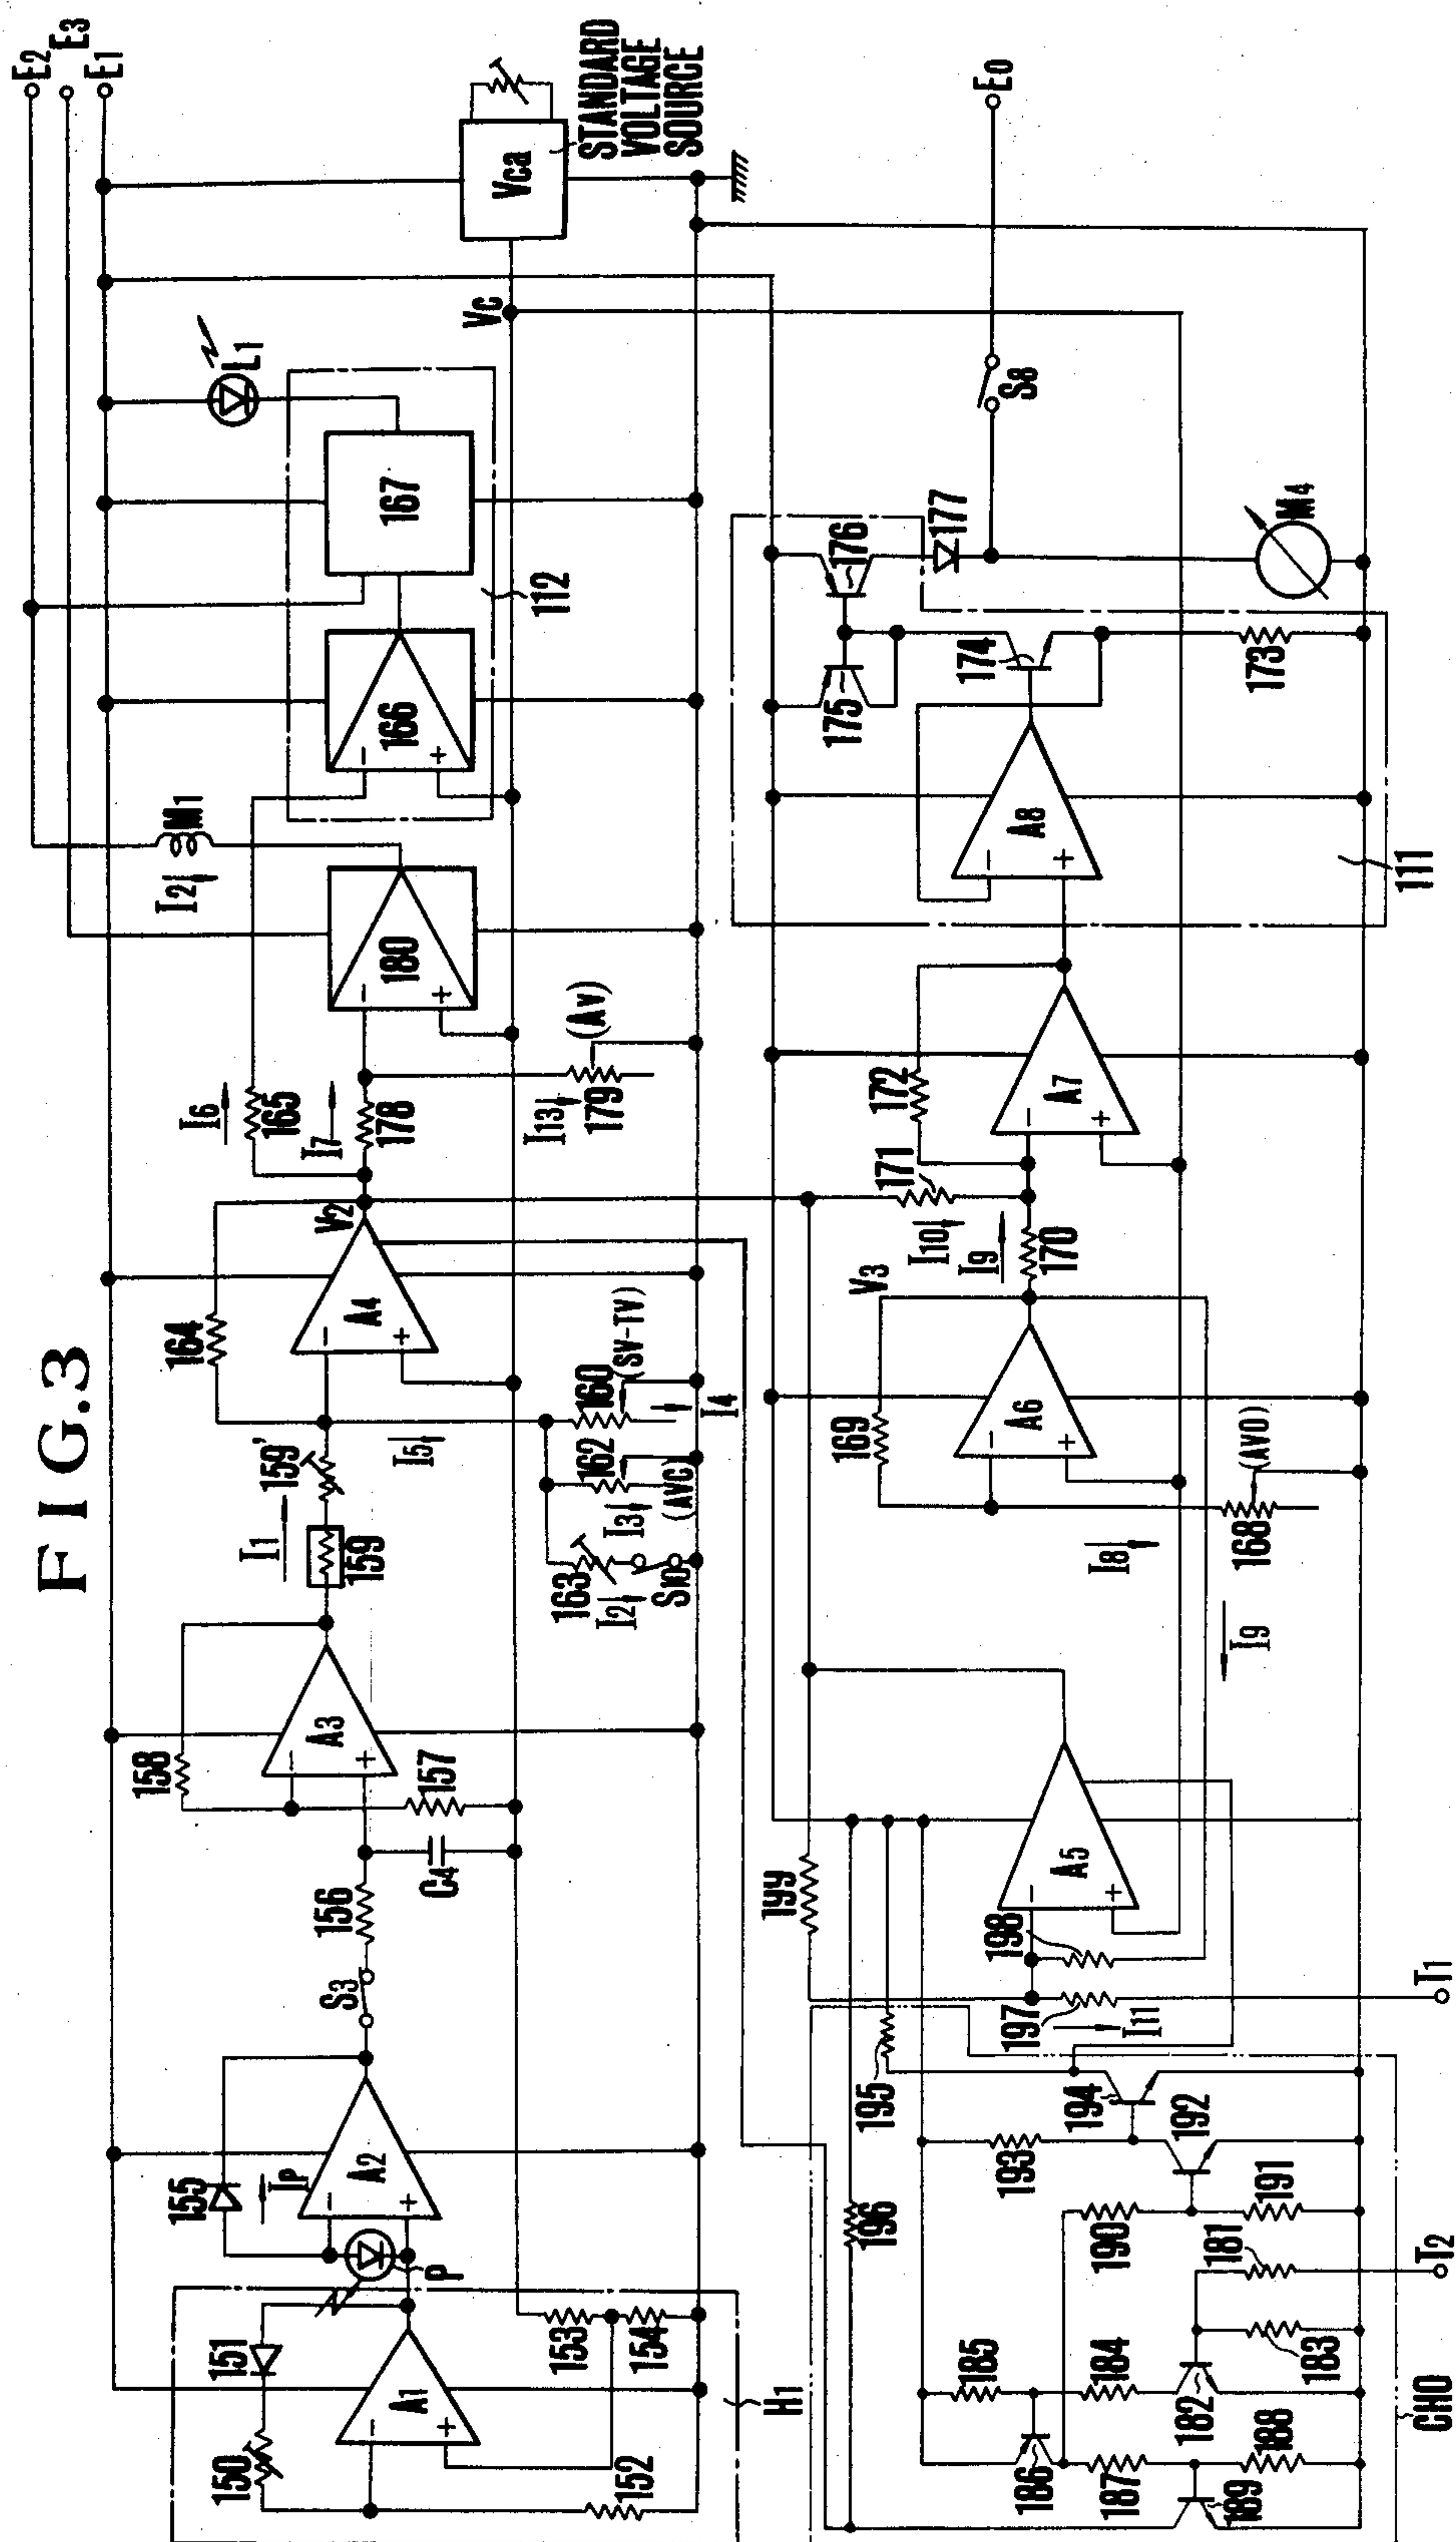 FIG.3
E2
E3
E1
STANDARD
VOLTAGE
SOURCE
Vca
Vc
L1
167
112
166
M1
I2
180
I6
165
I7
178
(AV)
I13
179
V2
164
A4
160
(SV-TV)
I4
I5
159'
162
I3
(AVC)
I1
159
163
I2
S10
158
A3
157
C4
156
S3
155
IP
A2
P
151
150
A1
153
154
152
H1
E0
S8
177
176
M4
175
174
173
A8
111
172
A7
171
I10
I9
170
V3
169
A6
(AVO)
168
I8
I9
A5
199
198
197
I11
T1
195
196
194
193
192
190
191
181
T2
185
184
183
182
186
187
188
189
CHO